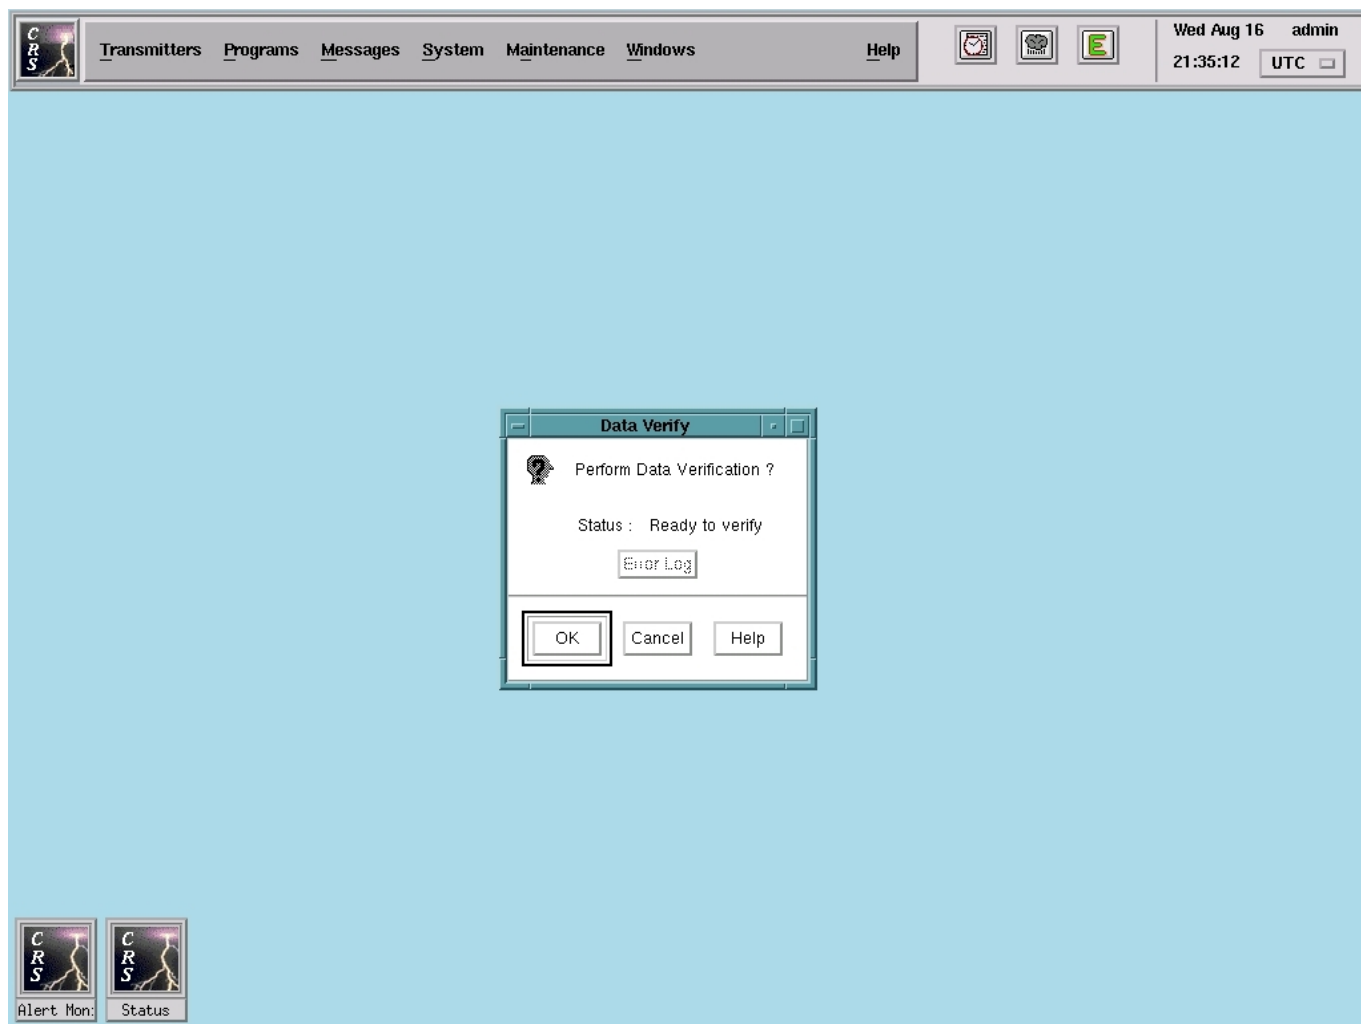 CRS
Transmitters Programs Messages System Maintenance Windows Help
E
Wed Aug 16 admin
21:35:12 UTC
Data Verify
?
Perform Data Verification ?
Status : Ready to verify
Error Log
OK Cancel Help
CRS
CRS
Alert Mon:
Status